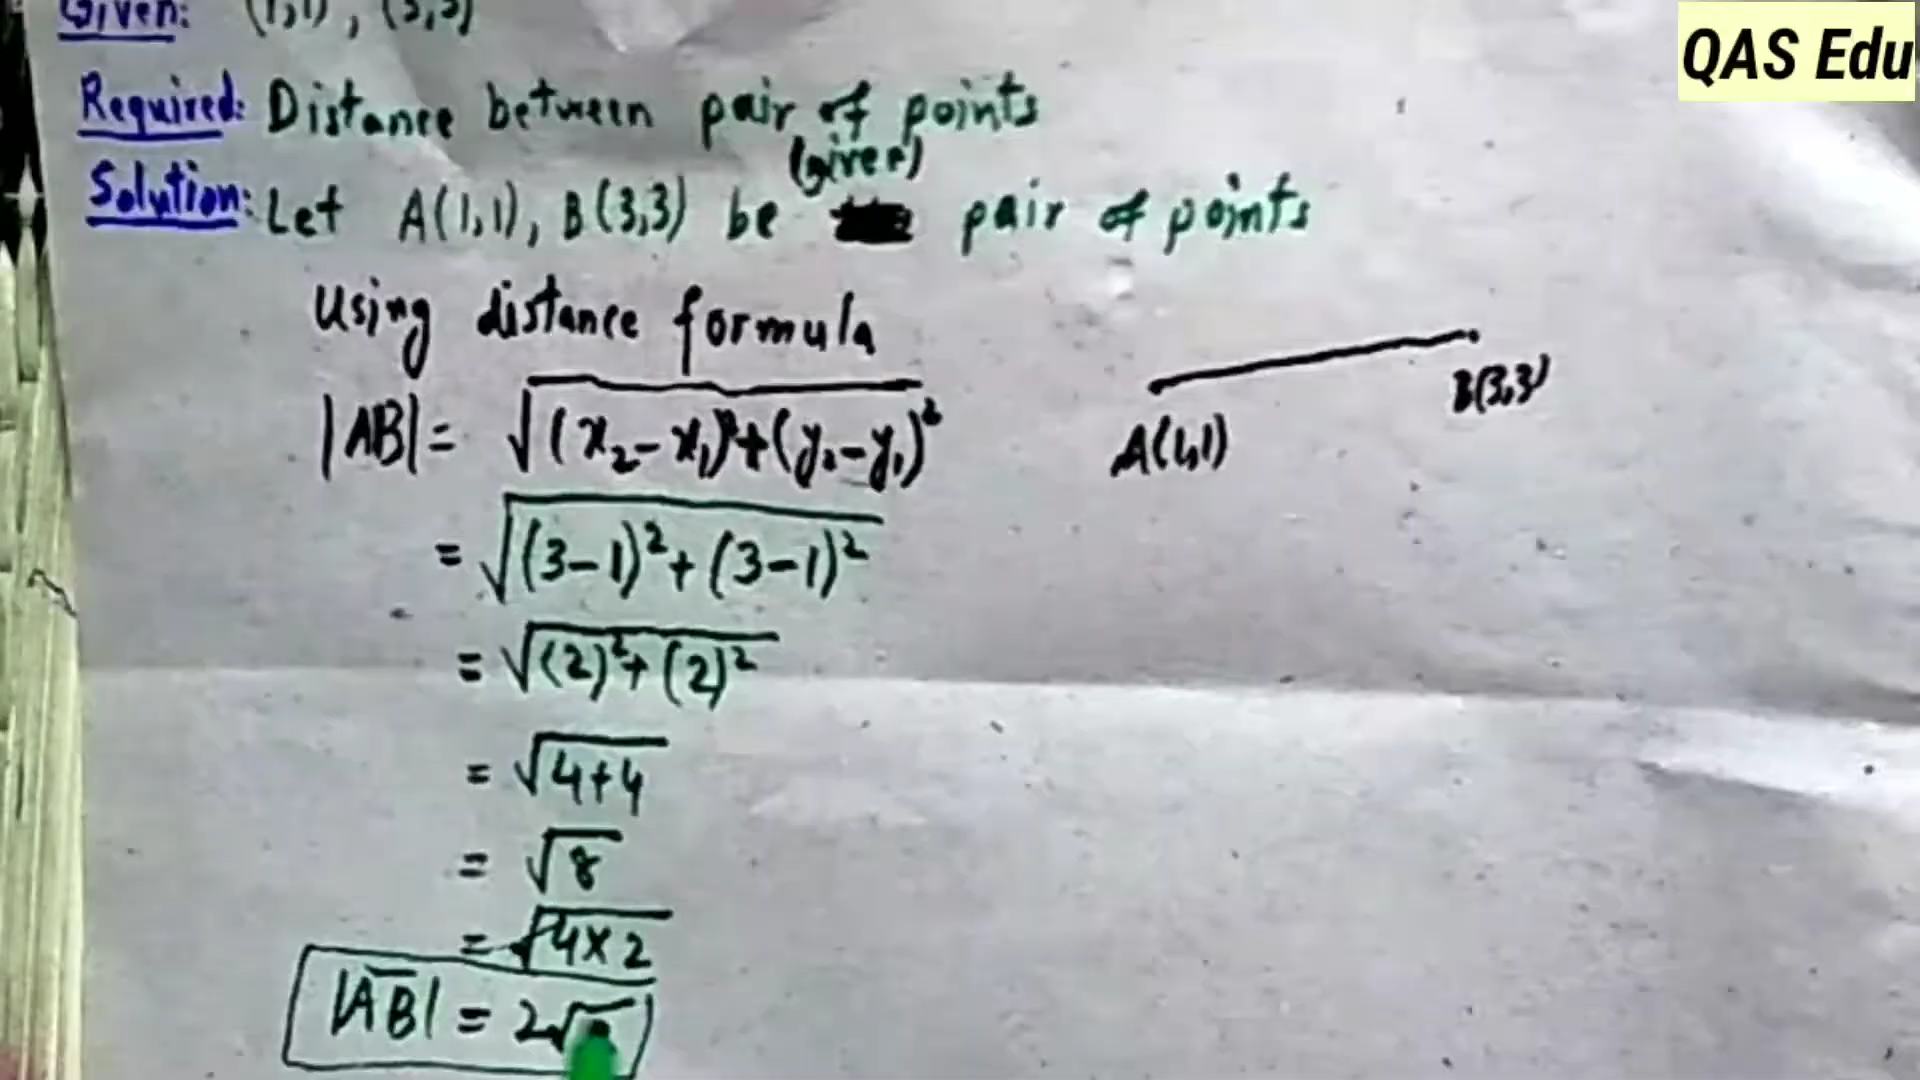 Given: (1,1), (3,3)
QAS Edu
Required: Distance between pair of points
(given)
Solution: Let A(1,1), B(3,3) be pair of points
Using distance formula
|AB| = √(x₂-x₁)²+(y₂-y₁)²
A(1,1)
B(3,3)
= √(3-1)²+(3-1)²
= √(2)²+(2)²
= √4+4
= √8
= √4×2
|A̅B̅| = 2√